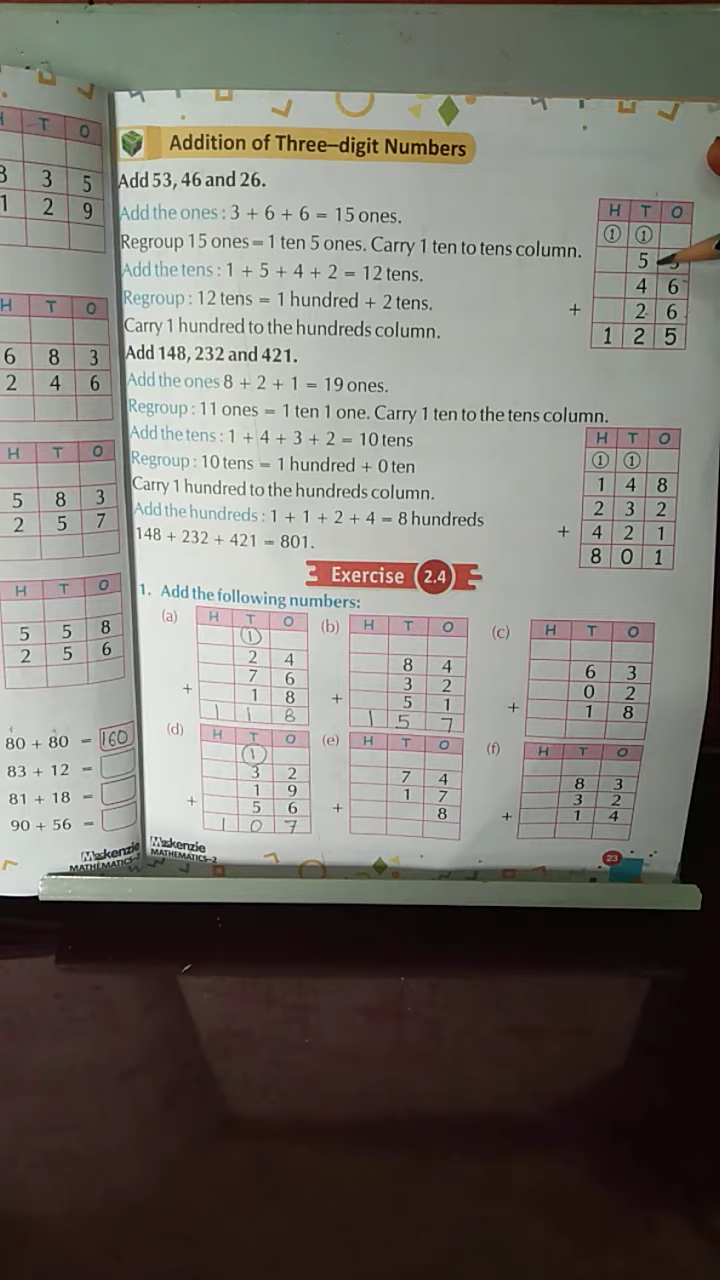 H T O
3 3 5
1 2 9
H T O
6 8 3
2 4 6
H T O
5 8 3
2 5 7
H T O
5 5 8
2 5 6
80 + 80 = 160
83 + 12 =
81 + 18 =
90 + 56 =
MATHEMATICS-2
Addition of Three-digit Numbers
Add 53, 46 and 26.
Add the ones : 3 + 6 + 6 = 15 ones.
Regroup 15 ones = 1 ten 5 ones. Carry 1 ten to tens column.
Add the tens : 1 + 5 + 4 + 2 = 12 tens.
Regroup : 12 tens = 1 hundred + 2 tens.
Carry 1 hundred to the hundreds column.
H T O
1 1
5
4 6
+ 2 6
1 2 5
Add 148, 232 and 421.
Add the ones 8 + 2 + 1 = 19 ones.
Regroup : 11 ones = 1 ten 1 one. Carry 1 ten to the tens column.
Add the tens : 1 + 4 + 3 + 2 = 10 tens
Regroup : 10 tens = 1 hundred + 0 ten
Carry 1 hundred to the hundreds column.
Add the hundreds : 1 + 1 + 2 + 4 = 8 hundreds
148 + 232 + 421 = 801.
H T O
1 1
1 4 8
2 3 2
+ 4 2 1
8 0 1
Exercise 2.4
1. Add the following numbers:
(a) H T O
1
2 4
7 6
+ 1 8
1 1 8
(b) H T O
8 4
3 2
+ 5 1
1 5 7
(c) H T O
6 3
0 2
+ 1 8
(d) H T O
1
3 2
1 9
+ 5 6
1 0 7
(e) H T O
7 4
1 7
+ 8
(f) H T O
8 3
3 2
+ 1 4
Mackenzie
MATHEMATICS-2
23